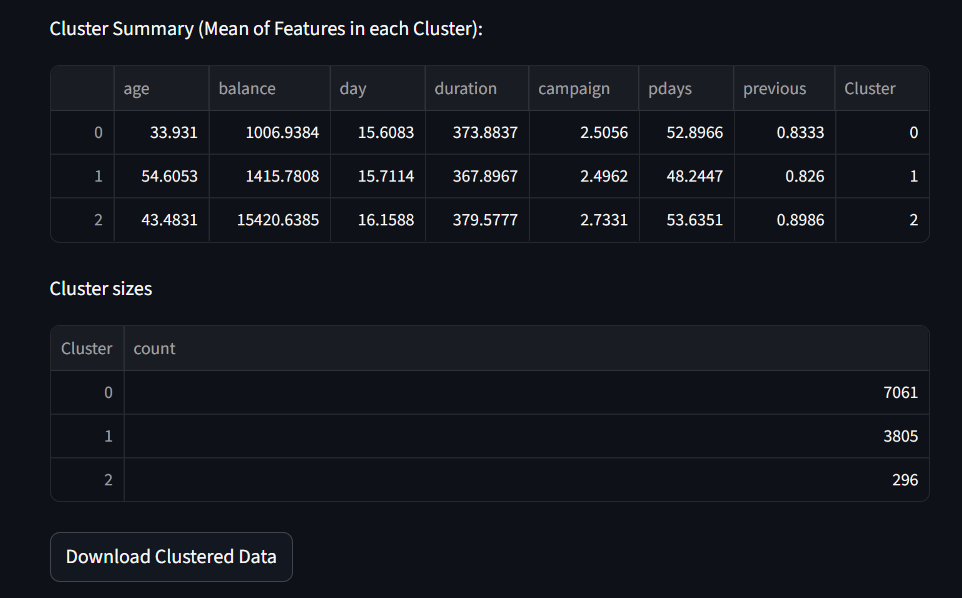 Cluster Summary (Mean of Features in each Cluster):
age balance day duration campaign pdays previous Cluster
0 33.931 1006.9384 15.6083 373.8837 2.5056 52.8966 0.8333 0
1 54.6053 1415.7808 15.7114 367.8967 2.4962 48.2447 0.826 1
2 43.4831 15420.6385 16.1588 379.5777 2.7331 53.6351 0.8986 2
Cluster sizes
Cluster count
0 7061
1 3805
2 296
Download Clustered Data